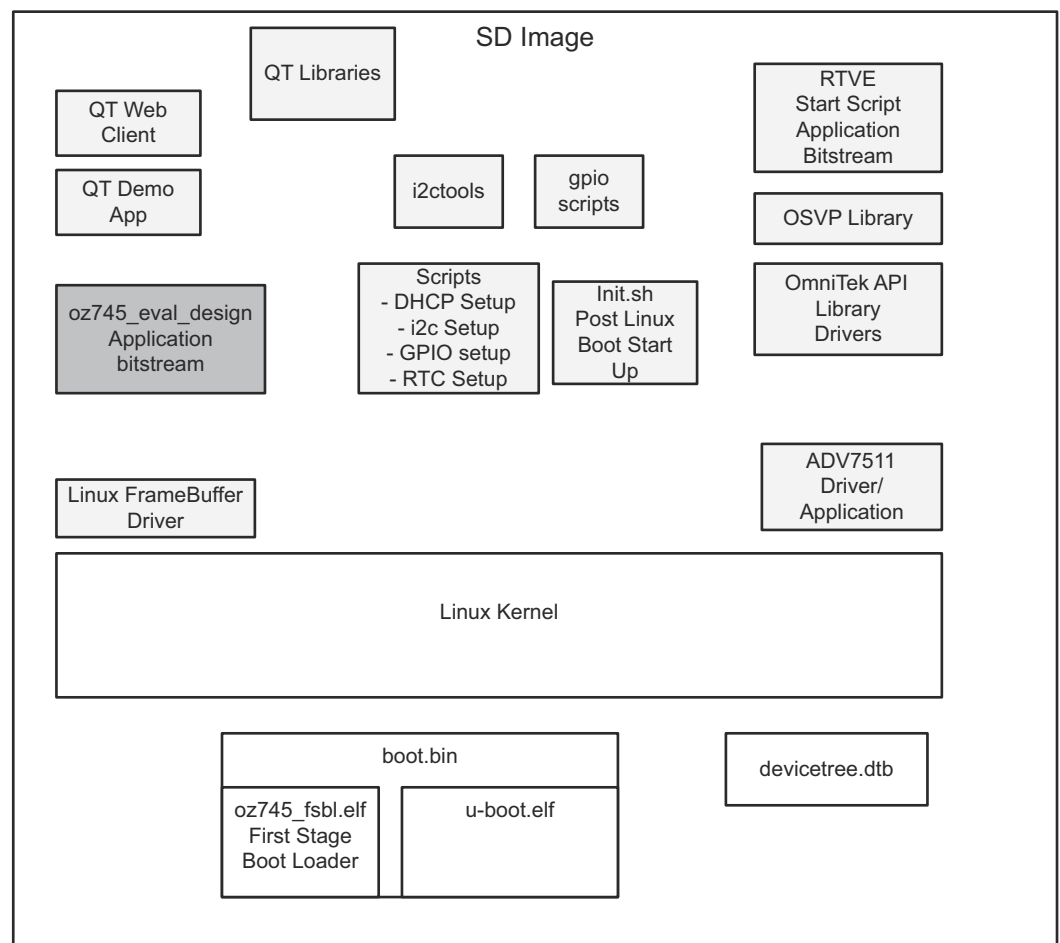 SD Image
QT Libraries
RTVE
Start Script
Application
Bitstream
QT Web
Client
QT Demo
App
i2ctools
gpio
scripts
OSVP Library
oz745_eval_design
Application
bitstream
Scripts
- DHCP Setup
- i2c Setup
- GPIO setup
- RTC Setup
Init.sh
Post Linux
Boot Start
Up
OmniTek API
Library
Drivers
Linux FrameBuffer
Driver
ADV7511
Driver/
Application
Linux Kernel
boot.bin
oz745_fsbl.elf
First Stage
Boot Loader
u-boot.elf
devicetree.dtb